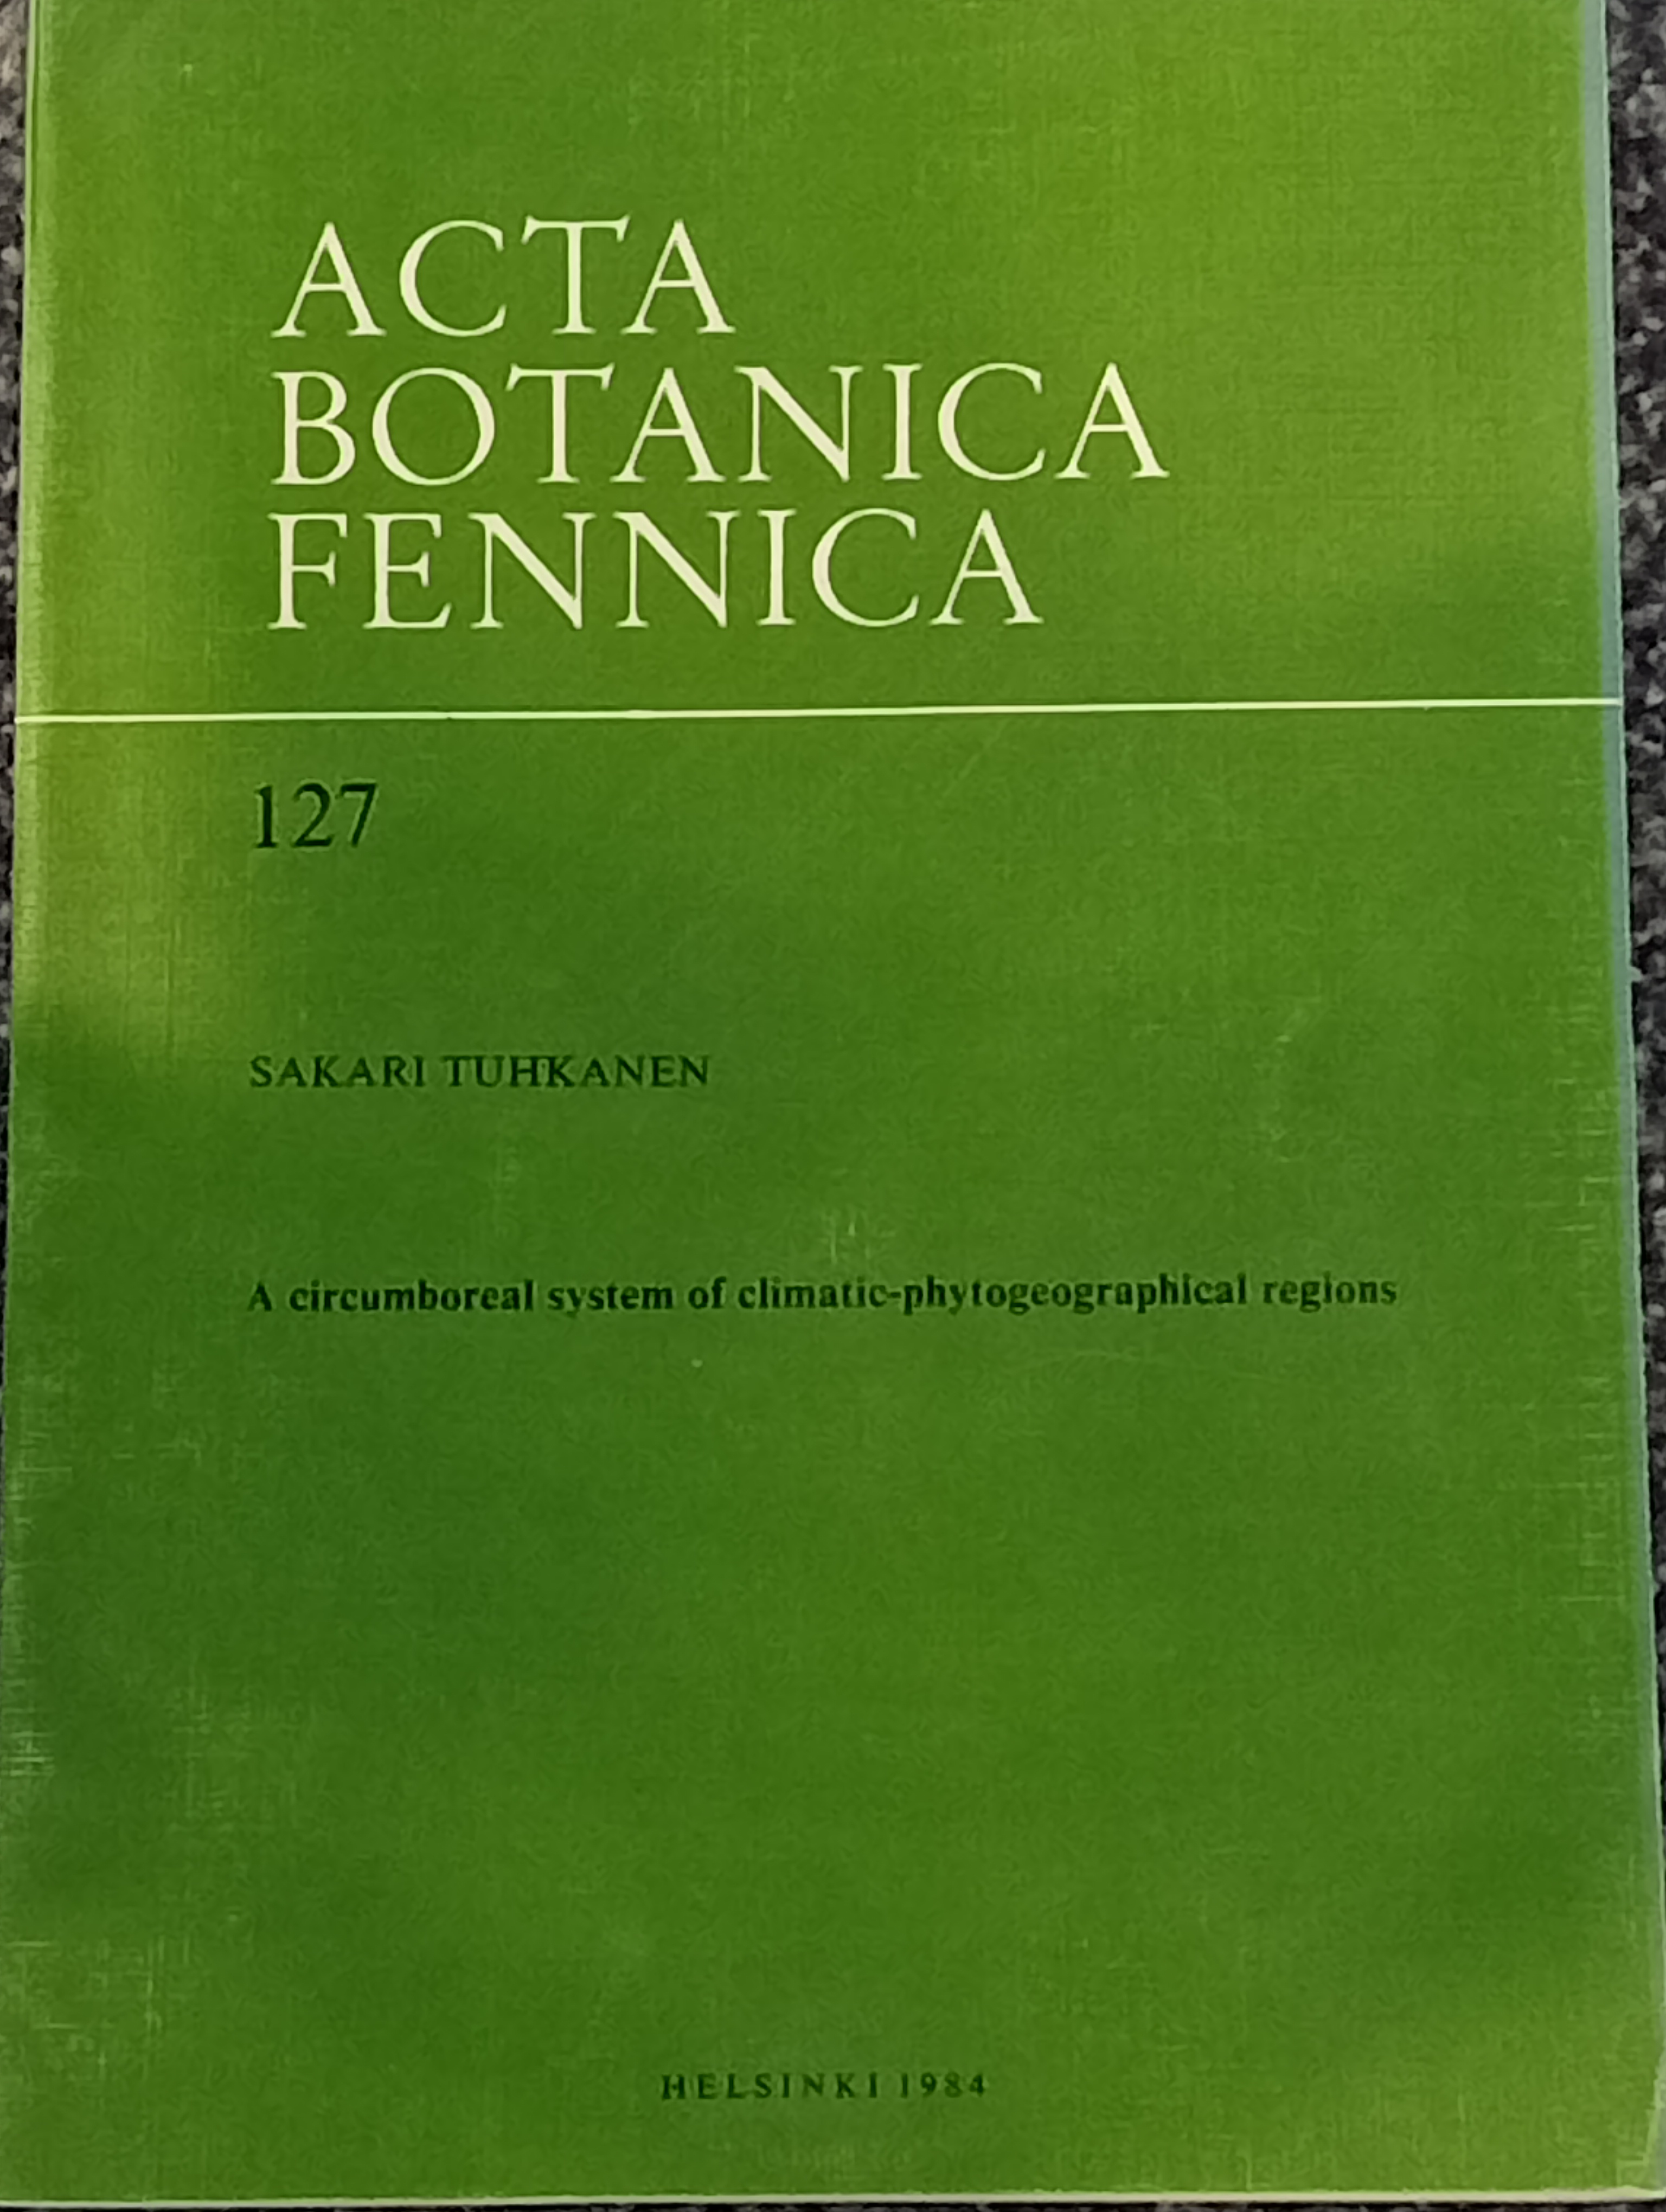 ACTA
BOTANICA
FENNICA
127
SAKARI TUHKANEN
A circumboreal system of climatic-phytogeographical regions
HELSINKI 1984